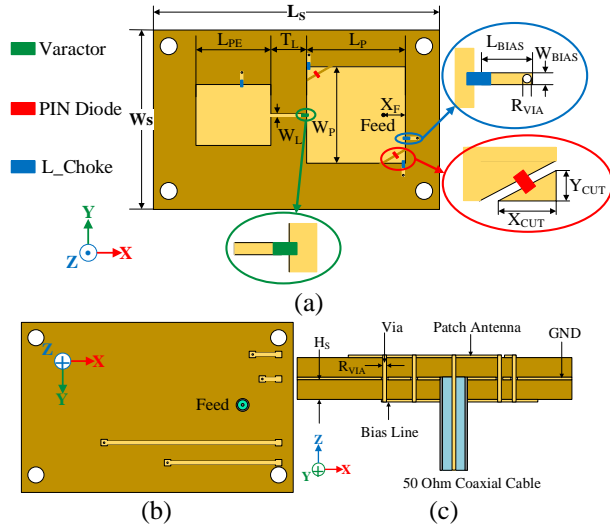 L_S
Varactor
L_PE
T_L
L_P
L_BIAS
W_BIAS
PIN Diode
W_S
X_F
R_VIA
W_L
W_P
Feed
L_Choke
Y_CUT
X_CUT
Y
Z
X
(a)
Z
X
Y
Feed
Via
Patch Antenna
GND
H_S
R_VIA
Bias Line
Z
Y
X
50 Ohm Coaxial Cable
(b)
(c)